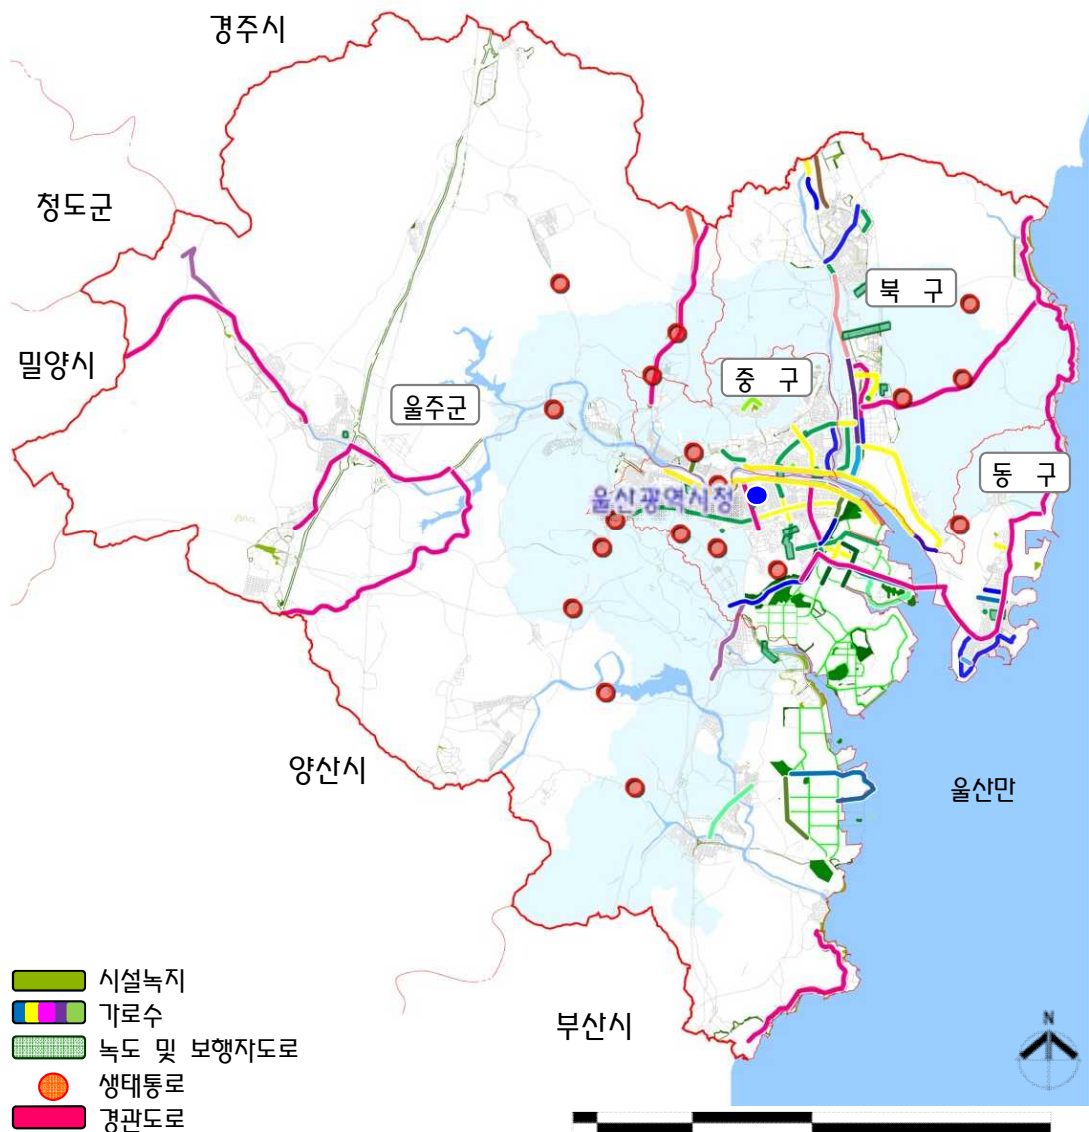 경주시
청도군
밀양시
울주군
중 구
북 구
동 구
울산광역시청
양산시
울산만
부산시
시설녹지
가로수
녹도 및 보행자도로
생태통로
경관도로
N